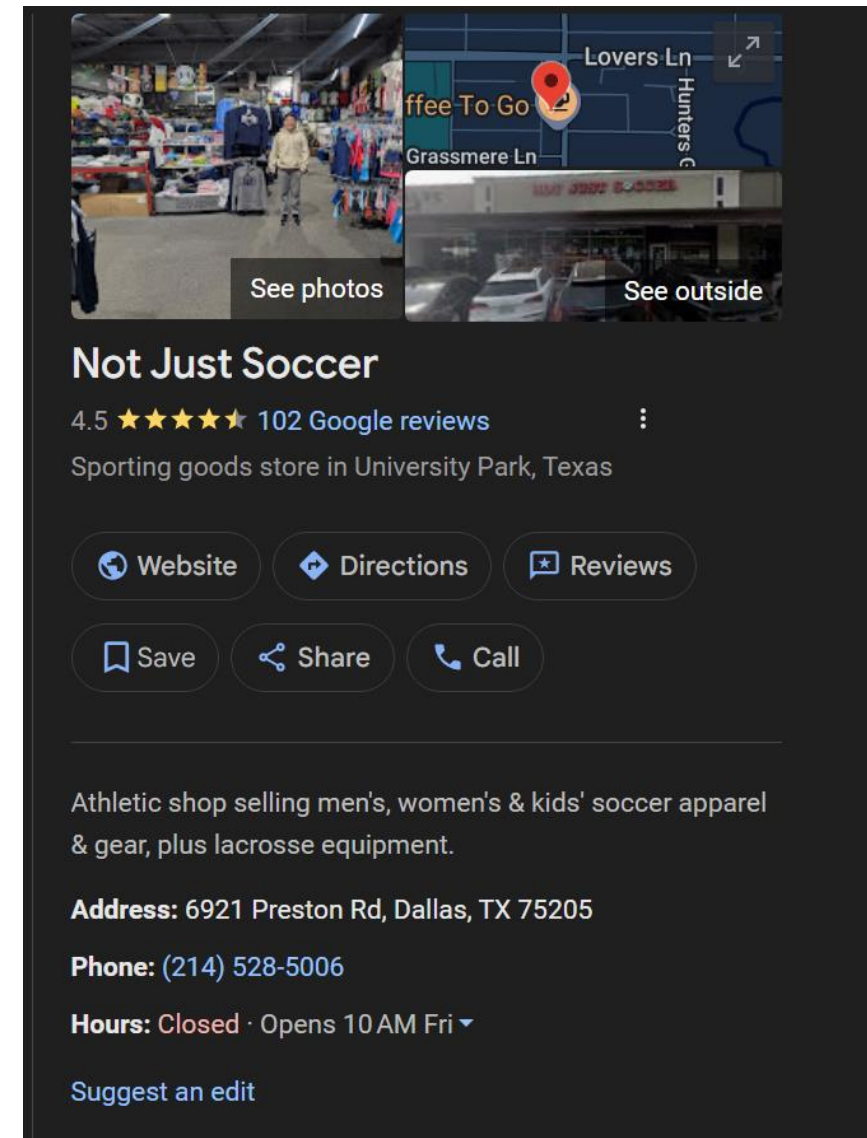 Lovers Ln
ffee To Go
Hunters G
Grassmere Ln
NOT JUST SOCCER
See photos
See outside
Not Just Soccer
4.5 102 Google reviews
Sporting goods store in University Park, Texas
Website Directions Reviews
Save Share Call
Athletic shop selling men's, women's & kids' soccer apparel
& gear, plus lacrosse equipment.
Address: 6921 Preston Rd, Dallas, TX 75205
Phone: (214) 528-5006
Hours: Closed · Opens 10 AM Fri
Suggest an edit